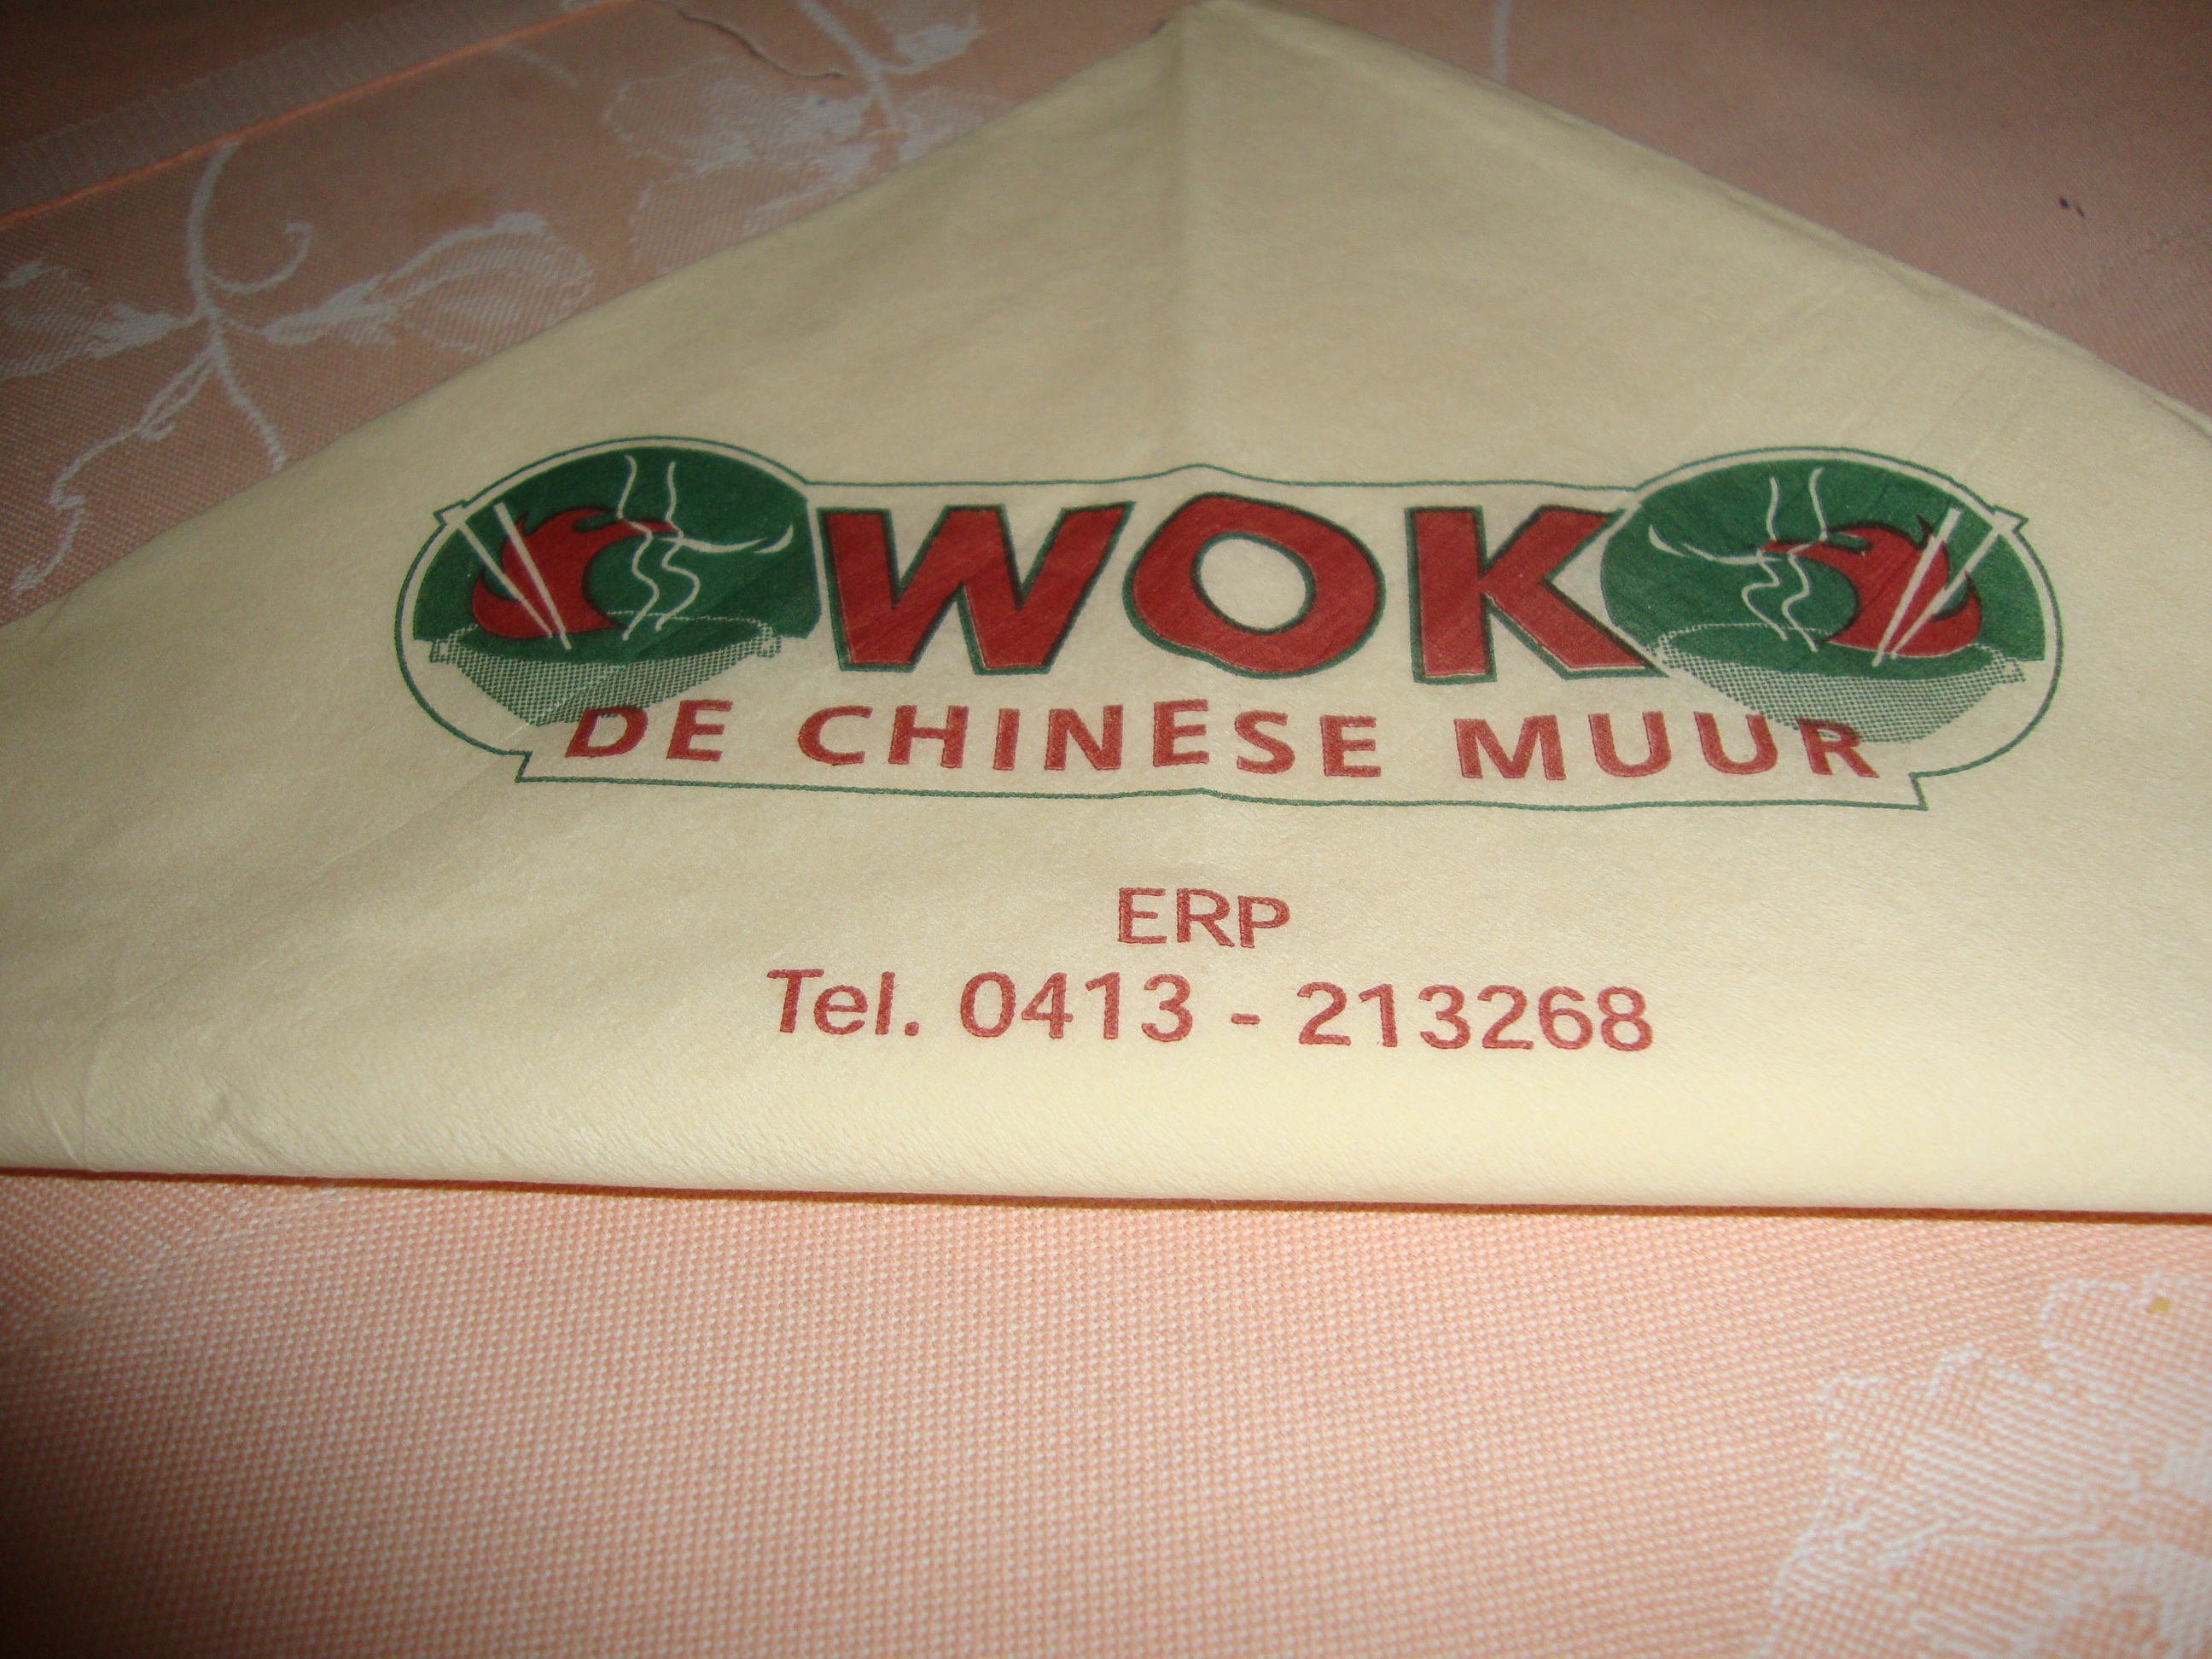 WOK
DE CHINESE MUUR
ERP
Tel. 0413 - 213268